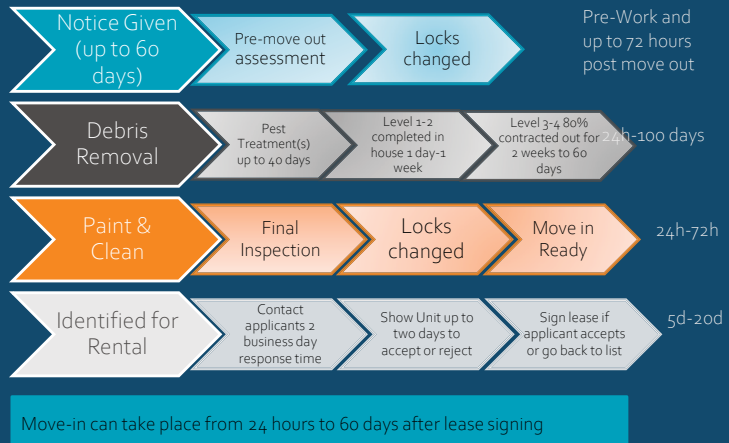 Notice Given
(up to 60
days)
Pre-move out
assessment
Locks
changed
Pre-Work and
up to 72 hours
post move out
Debris
Removal
Pest
Treatment(s)
up to 40 days
Level 1-2
completed in
house 1 day-1
week
Level 3-4 80%
contracted out for
2 weeks to 60
days
24h-100 days
Paint &
Clean
Final
Inspection
Locks
changed
Move in
Ready
24h-72h
Identified for
Rental
Contact
applicants 2
business day
response time
Show Unit up to
two days to
accept or reject
Sign lease if
applicant accepts
or go back to list
5d-20d
Move-in can take place from 24 hours to 60 days after lease signing